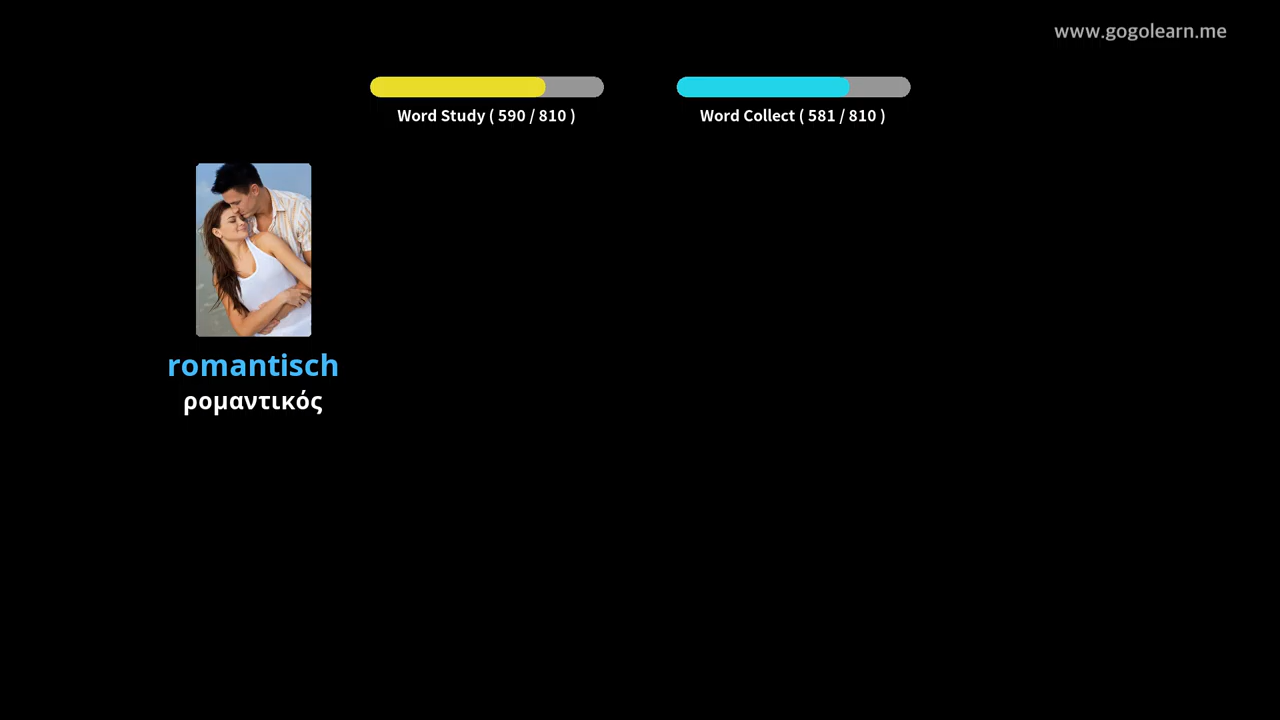 www.gogolearn.me
Word Study ( 590 / 810 )
Word Collect ( 581 / 810 )
romantisch
ρομαντικός